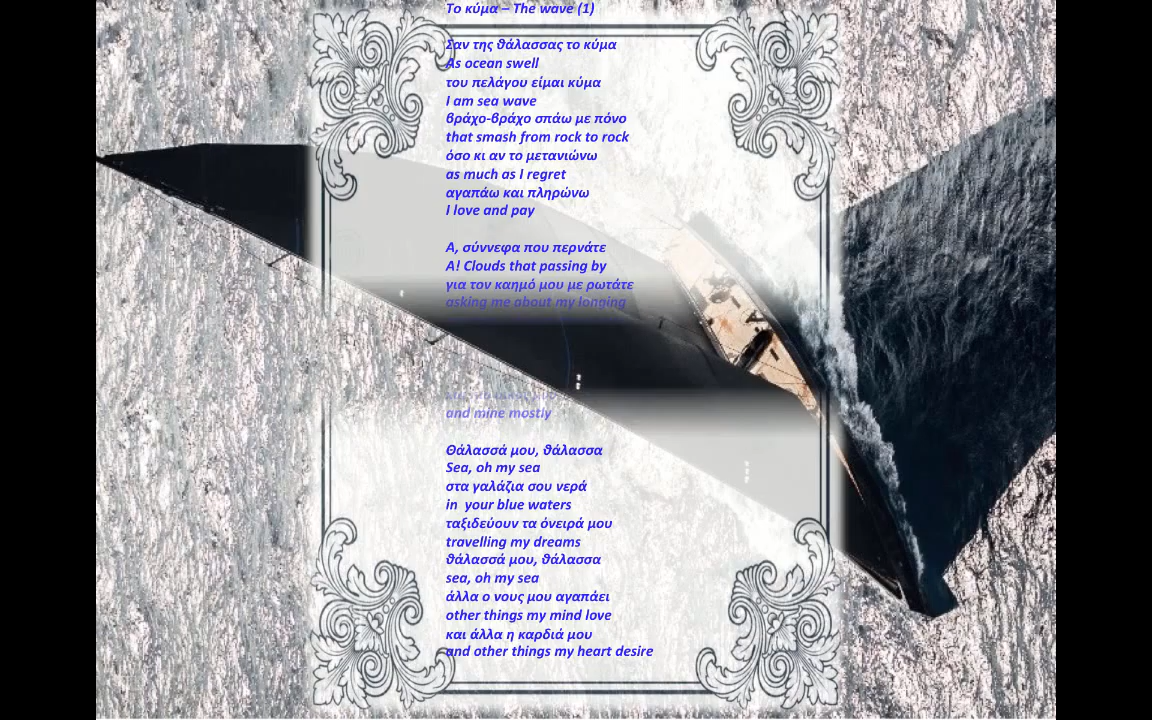 Το κύμα – The wave (1)
Σαν της θάλασσας το κύμα
As ocean swell
του πελάγου είμαι κύμα
I am sea wave
βράχο-βράχο σπάω με πόνο
that smash from rock to rock
όσο κι αν το μετανιώνω
as much as I regret
αγαπάω και πληρώνω
I love and pay
Α, σύννεφα που περνάτε
A! Clouds that passing by
για τον καημό μου με ρωτάτε
asking me about my longing
and mine mostly
Θάλασσά μου, θάλασσα
Sea, oh my sea
στα γαλάζια σου νερά
in your blue waters
ταξιδεύουν τα όνειρά μου
travelling my dreams
θάλασσά μου, θάλασσα
sea, oh my sea
άλλα ο νους μου αγαπάει
other things my mind love
και άλλα η καρδιά μου
and other things my heart desire